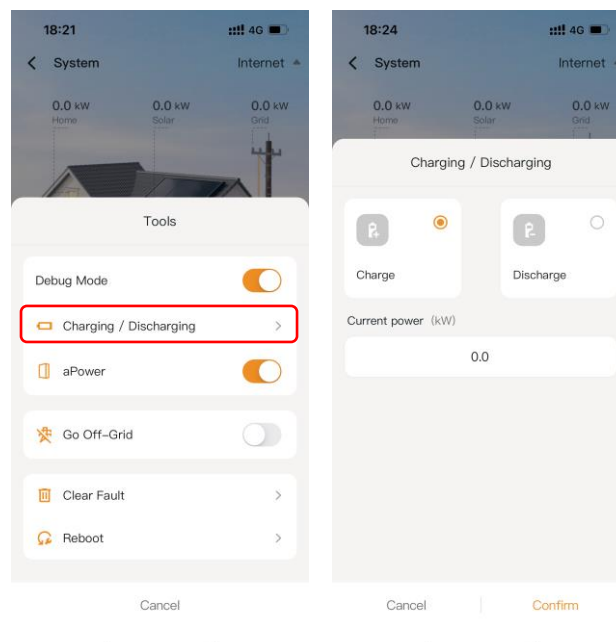 18:21
4G
System
Internet
0.0 kW
0.0 kW
0.0 kW
Home
Solar
Grid
Tools
Debug Mode
Charging / Discharging
aPower
Go Off-Grid
Clear Fault
Reboot
Cancel
18:24
4G
System
Internet
0.0 kW
0.0 kW
0.0 kW
Home
Solar
Grid
Charging / Discharging
Charge
Discharge
Current power (kW)
0.0
Cancel
Confirm